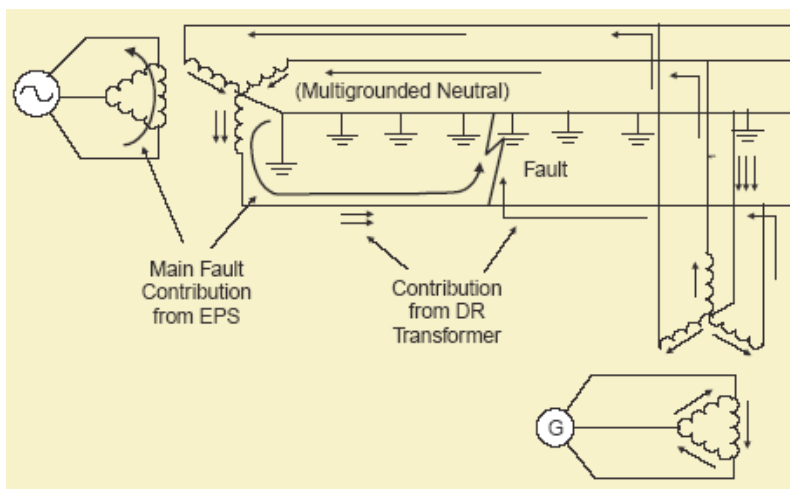 (Multigrounded Neutral)
Fault
Main Fault
Contribution
from EPS
Contribution
from DR
Transformer
G